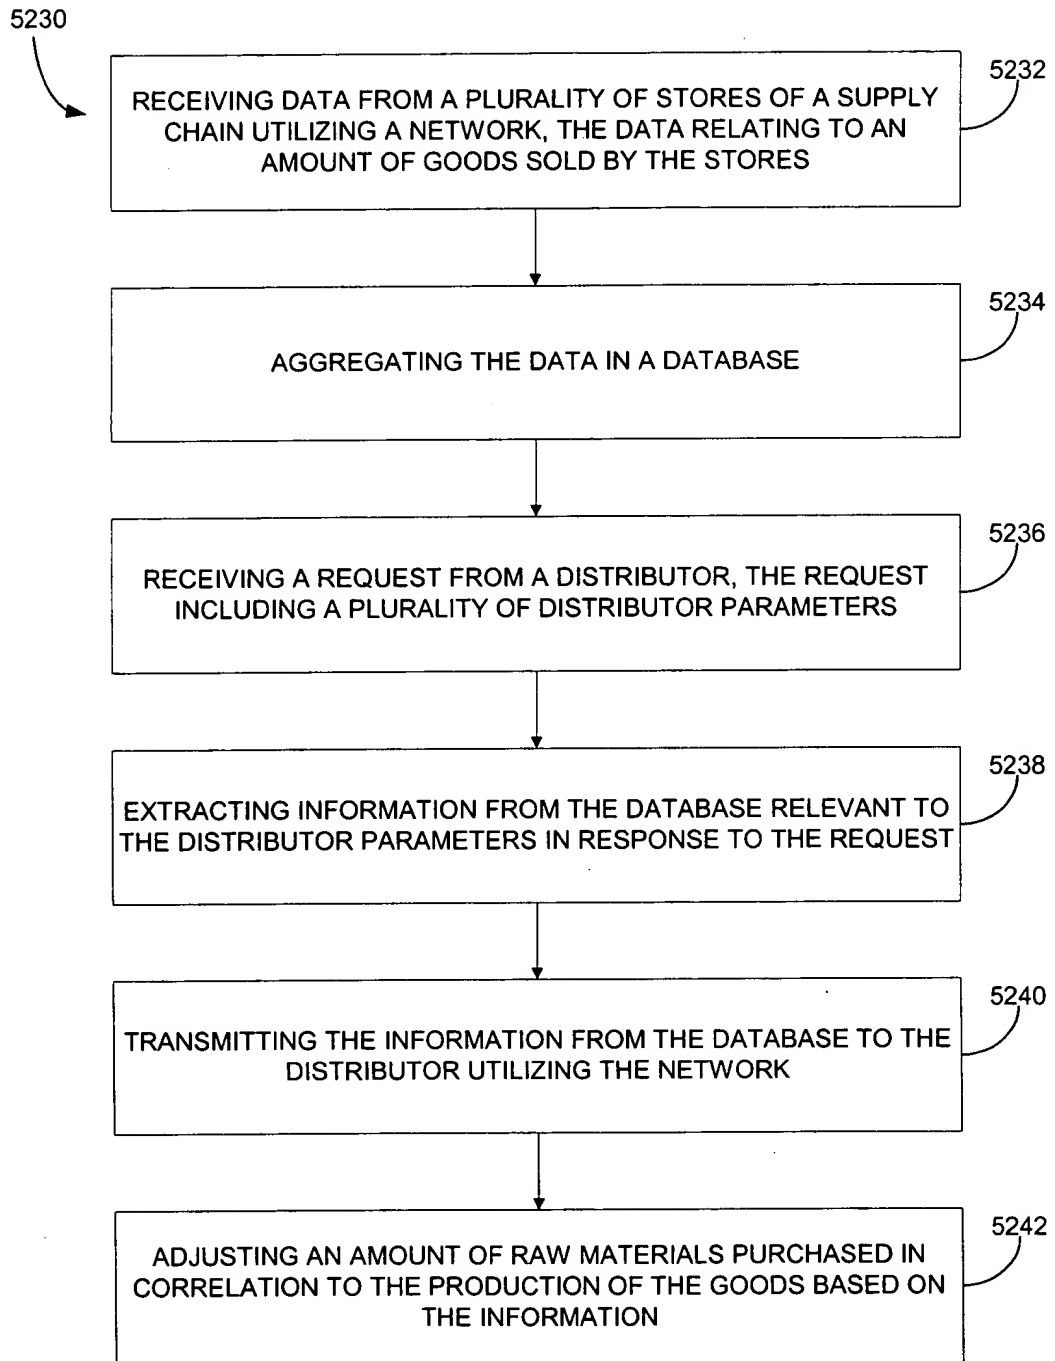 5230
5232
RECEIVING DATA FROM A PLURALITY OF STORES OF A SUPPLY
CHAIN UTILIZING A NETWORK, THE DATA RELATING TO AN
AMOUNT OF GOODS SOLD BY THE STORES
5234
AGGREGATING THE DATA IN A DATABASE
5236
RECEIVING A REQUEST FROM A DISTRIBUTOR, THE REQUEST
INCLUDING A PLURALITY OF DISTRIBUTOR PARAMETERS
5238
EXTRACTING INFORMATION FROM THE DATABASE RELEVANT TO
THE DISTRIBUTOR PARAMETERS IN RESPONSE TO THE REQUEST
5240
TRANSMITTING THE INFORMATION FROM THE DATABASE TO THE
DISTRIBUTOR UTILIZING THE NETWORK
5242
ADJUSTING AN AMOUNT OF RAW MATERIALS PURCHASED IN
CORRELATION TO THE PRODUCTION OF THE GOODS BASED ON
THE INFORMATION